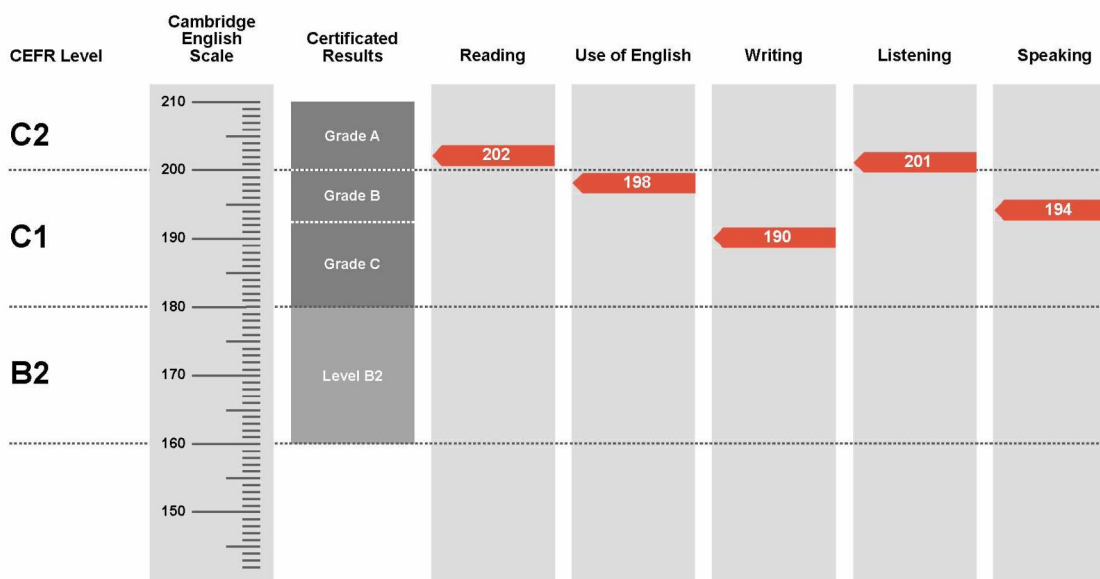 CEFR Level
Cambridge
English
Scale
Certificated
Results
Reading
Use of English
Writing
Listening
Speaking
C2
C1
B2
210
200
190
180
170
160
150
Grade A
Grade B
Grade C
Level B2
202
198
190
201
194